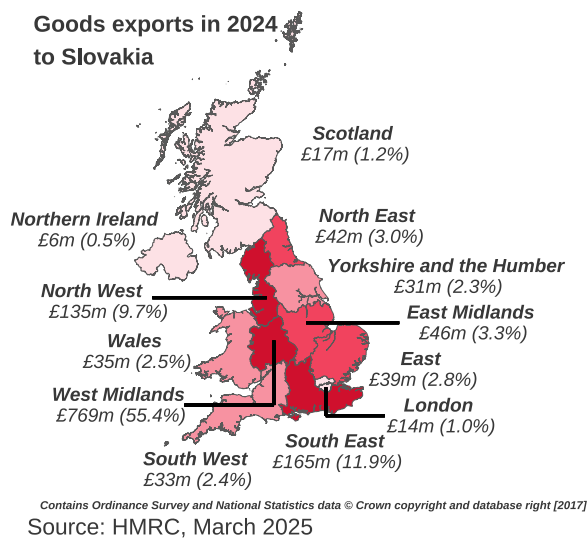 Goods exports in 2024
to Slovakia
Scotland
£17m (1.2%)
Northern Ireland
£6m (0.5%)
North East
£42m (3.0%)
Yorkshire and the Humber
£31m (2.3%)
North West
£135m (9.7%)
East Midlands
£46m (3.3%)
Wales
£35m (2.5%)
East
£39m (2.8%)
West Midlands
£769m (55.4%)
London
£14m (1.0%)
South East
£165m (11.9%)
South West
£33m (2.4%)
Contains Ordinance Survey and National Statistics data © Crown copyright and database right [2017]
Source: HMRC, March 2025